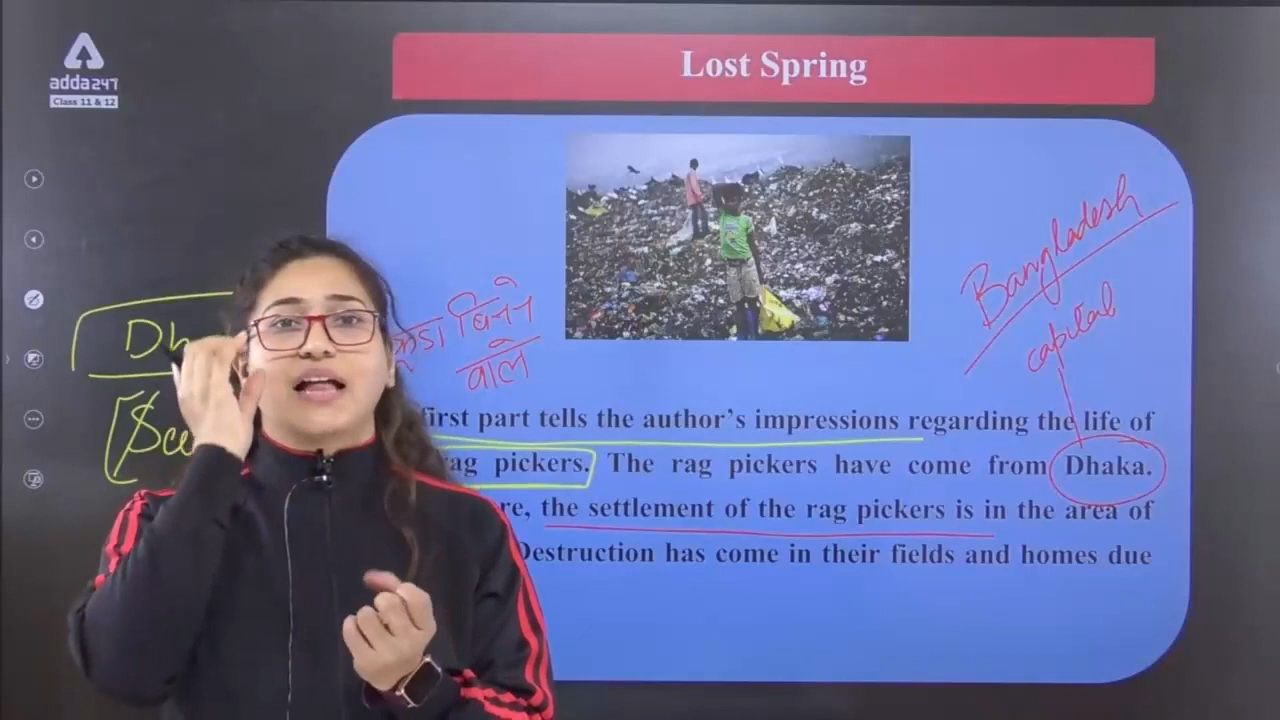 adda247
Class 11 & 12
Lost Spring
Bangladesh
capital
कूडा बिनने
वाले
first part tells the author's impressions regarding the life of
rag pickers. The rag pickers have come from Dhaka.
the settlement of the rag pickers is in the area of
Destruction has come in their fields and homes due